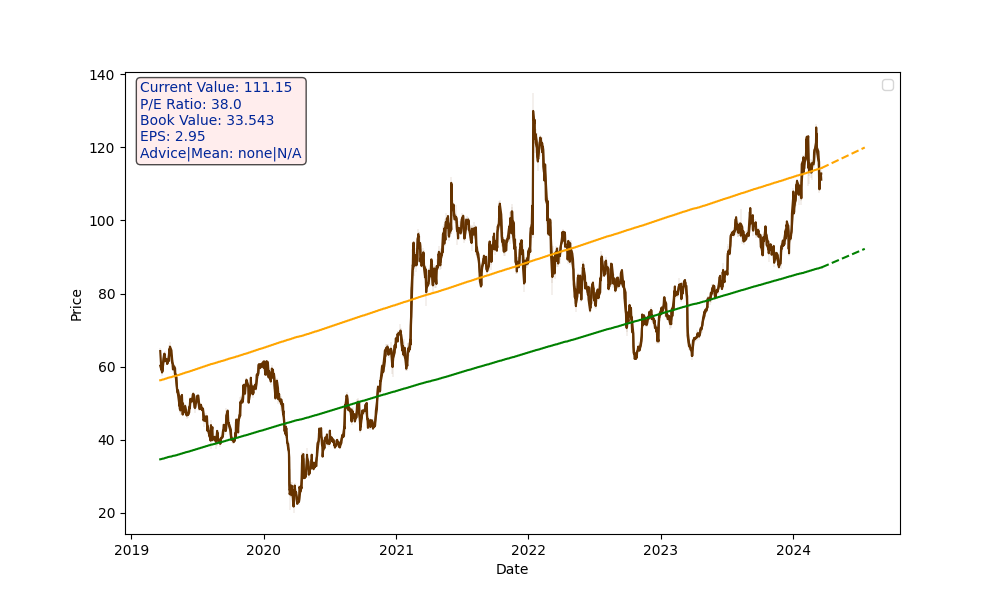 Current Value: 111.15
P/E Ratio: 38.0
Book Value: 33.543
EPS: 2.95
Advice|Mean: none|N/A
140
120
100
80
60
40
20
Price
2019 2020 2021 2022 2023 2024
Date